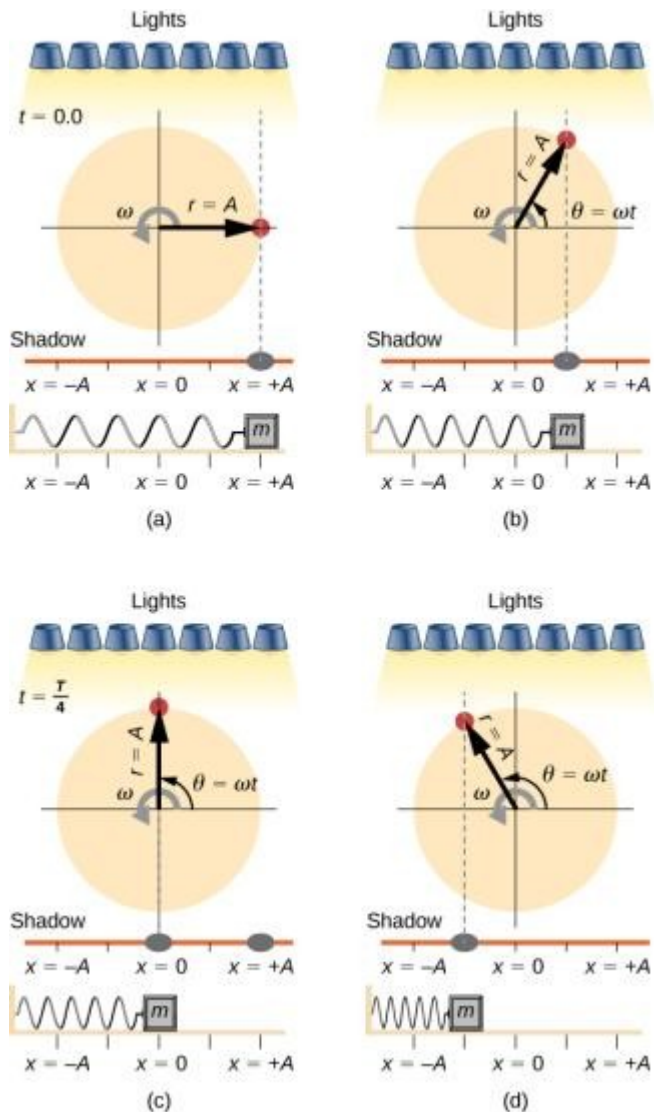 Lights
t = 0.0
r = A
ω
Shadow
x = –A x = 0 x = +A
m
x = –A x = 0 x = +A
(a)
Lights
r = A
ω
θ = ωt
x = –A x = 0 x = +A
m
x = –A x = 0 x = +A
(b)
Lights
t = T/4
r = A
ω
θ = ωt
Shadow
x = –A x = 0 x = +A
m
x = –A x = 0 x = +A
(c)
Lights
r = A
ω
θ = ωt
Shadow
x = –A x = 0 x = +A
m
x = –A x = 0 x = +A
(d)